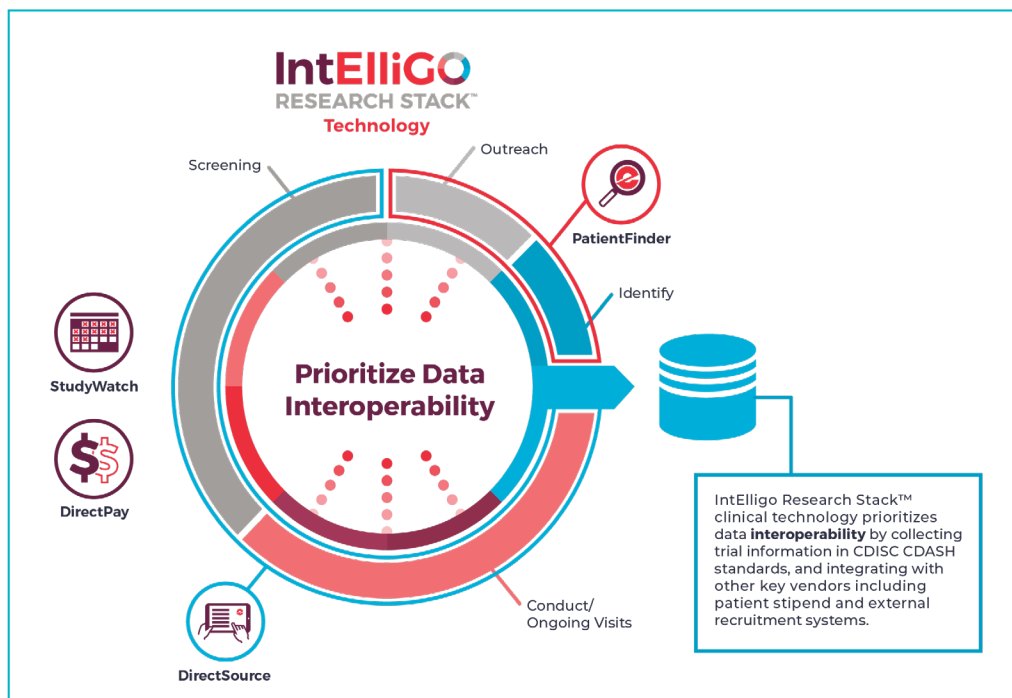 IntElliGO
RESEARCH STACK™
Technology
Screening
Outreach
PatientFinder
Identify
StudyWatch
DirectPay
Prioritize Data
Interoperability
IntElligo Research Stack™
clinical technology prioritizes
data interoperability by collecting
trial information in CDISC CDASH
standards, and integrating with
other key vendors including
patient stipend and external
recruitment systems.
Conduct/
Ongoing Visits
DirectSource